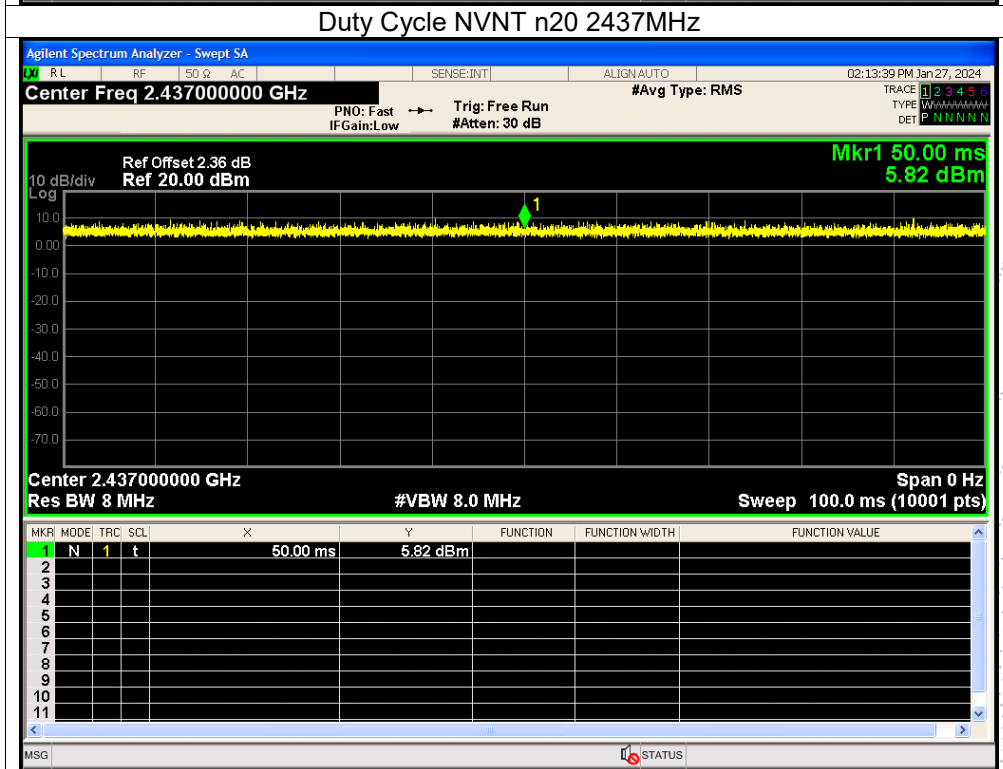 Duty Cycle NVNT n20 2437MHz
Agilent Spectrum Analyzer - Swept SA
LXI RL RF 50 Ω AC SENSE:INT ALIGN AUTO 02:13:39 PM Jan 27, 2024
Center Freq 2.437000000 GHz #Avg Type: RMS TRACE 1 2 3 4 5 6
PNO: Fast Trig: Free Run TYPE WWWWWW
IFGain:Low #Atten: 30 dB DET P N N N N N
Mkr1 50.00 ms
Ref Offset 2.36 dB
10 dB/div Ref 20.00 dBm 5.82 dBm
Log
1
10.0
0.00
-10.0
-20.0
-30.0
-40.0
-50.0
-60.0
-70.0
Center 2.437000000 GHz Span 0 Hz
Res BW 8 MHz #VBW 8.0 MHz Sweep 100.0 ms (10001 pts)
MKR MODE TRC SCL X Y FUNCTION FUNCTION WIDTH FUNCTION VALUE
1 N 1 t 50.00 ms 5.82 dBm
2
3
4
5
6
7
8
9
10
11
MSG STATUS